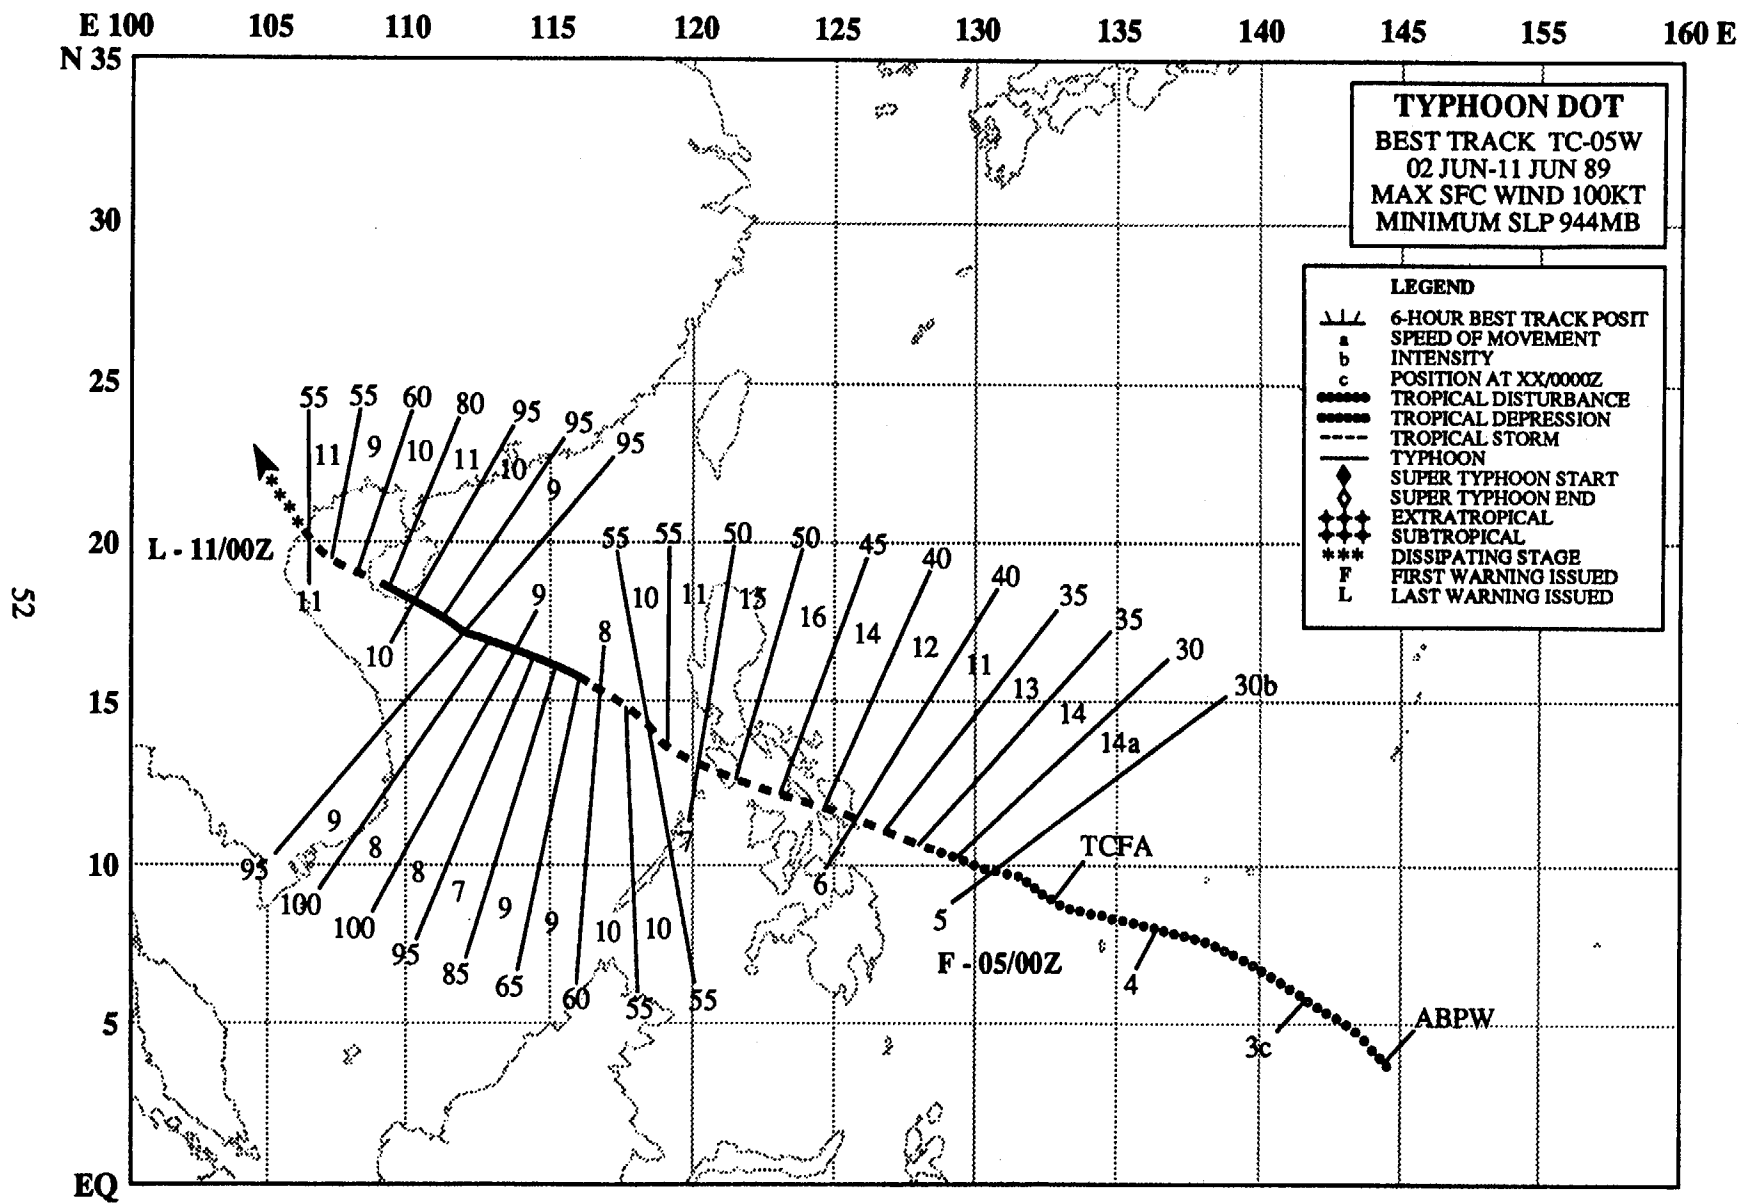 E 100 105 110 115 120 125 130 135 140 145 155 160 E
N 35
30
25
20
15
10
5
EQ
TYPHOON DOT
BEST TRACK TC-05W
02 JUN-11 JUN 89
MAX SFC WIND 100KT
MINIMUM SLP 944MB
LEGEND
6-HOUR BEST TRACK POSIT
a SPEED OF MOVEMENT
b INTENSITY
c POSITION AT XX/0000Z
TROPICAL DISTURBANCE
TROPICAL DEPRESSION
TROPICAL STORM
TYPHOON
SUPER TYPHOON START
SUPER TYPHOON END
EXTRATROPICAL
SUBTROPICAL
*** DISSIPATING STAGE
F FIRST WARNING ISSUED
L LAST WARNING ISSUED
55 55 60 80 95 95 95
11 9 10 11 10 9
L - 11/00Z
11
10
9
8
55 55 50 50 45 40 40 35 35 30 30b
10 11 15 16 14 12 11 13 14 14a
95 100 100 95 85 65 60 55 55
9 8 8 7 9 9 10 10
7
6
5
F - 05/00Z
TCFA
4
3c
ABPW
52